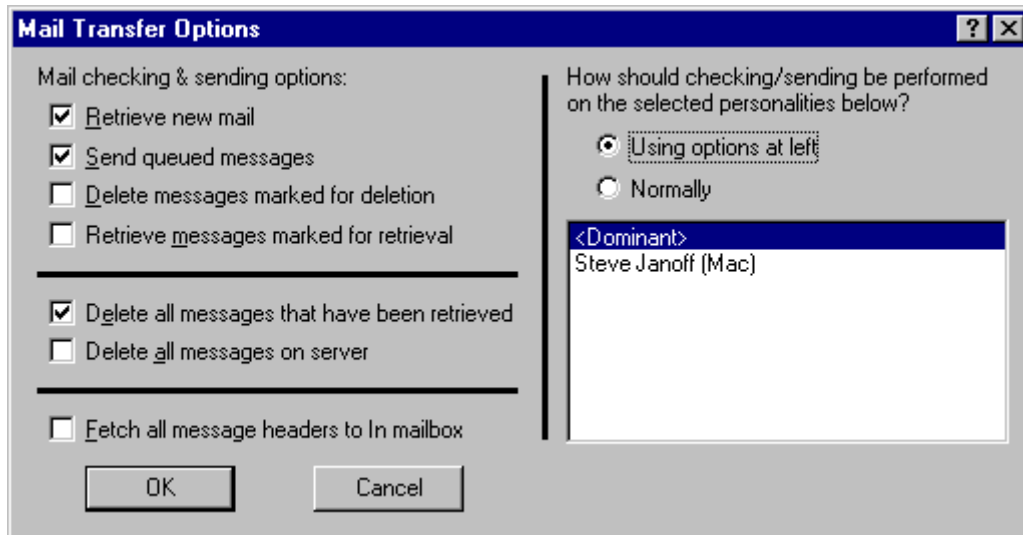 Mail Transfer Options
Mail checking & sending options:
Retrieve new mail
Send queued messages
Delete messages marked for deletion
Retrieve messages marked for retrieval
Delete all messages that have been retrieved
Delete all messages on server
Fetch all message headers to In mailbox
OK
Cancel
How should checking/sending be performed
on the selected personalities below?
Using options at left
Normally
<Dominant>
Steve Janoff (Mac)